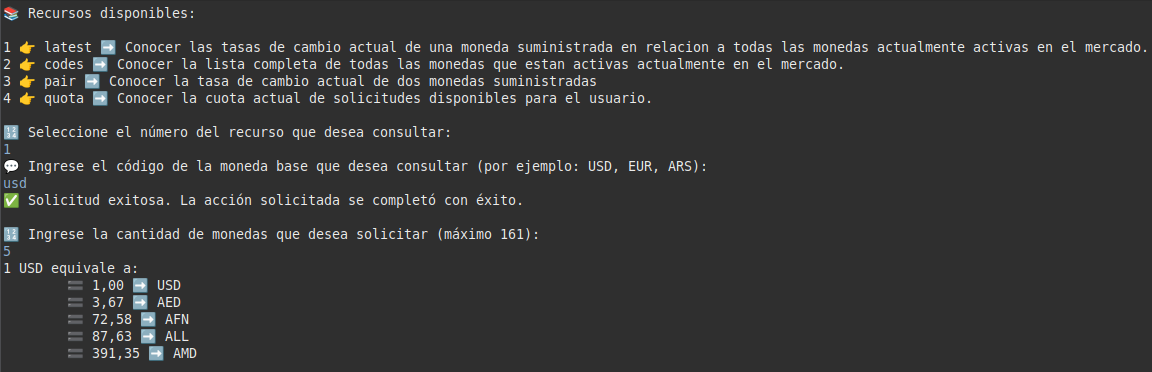 📚 Recursos disponibles:
1 👉 latest ➡️ Conocer las tasas de cambio actual de una moneda suministrada en relacion a todas las monedas actualmente activas en el mercado.
2 👉 codes ➡️ Conocer la lista completa de todas las monedas que estan activas actualmente en el mercado.
3 👉 pair ➡️ Conocer la tasa de cambio actual de dos monedas suministradas
4 👉 quota ➡️ Conocer la cuota actual de solicitudes disponibles para el usuario.
🔢 Seleccione el número del recurso que desea consultar:
1
💬 Ingrese el código de la moneda base que desea consultar (por ejemplo: USD, EUR, ARS):
usd
✅ Solicitud exitosa. La acción solicitada se completó con éxito.
🔢 Ingrese la cantidad de monedas que desea solicitar (máximo 161):
5
1 USD equivale a:
🟰 1,00 ➡️ USD
🟰 3,67 ➡️ AED
🟰 72,58 ➡️ AFN
🟰 87,63 ➡️ ALL
🟰 391,35 ➡️ AMD